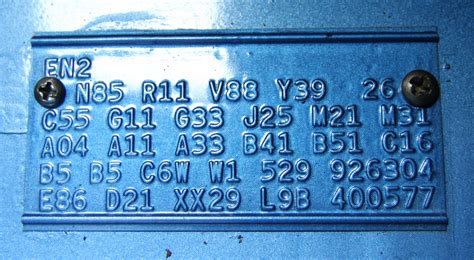 EN2
N85 R11 V88 Y39 26
C55 G11 G33 J25 M21 M31
A04 A11 A33 B41 B51 C16
B5 B5 C6W W1 529 926304
E86 D21 XX29 L9B 400577